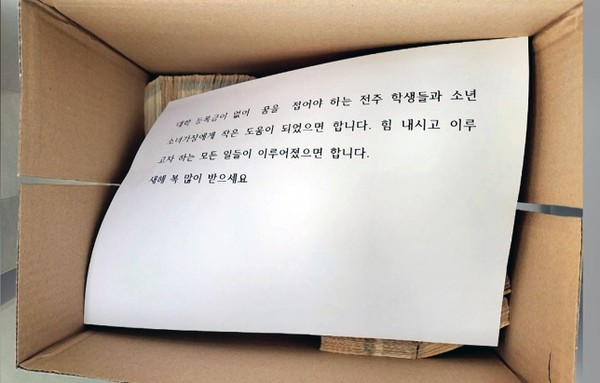 대학 등록금이 없어 꿈을 접어야 하는 전주 학생들과 소년
소녀가장에게 작은 도움이 되었으면 합니다. 힘 내시고 이루
고자 하는 모든 일들이 이루어졌으면 합니다.
새해 복 많이 받으세요